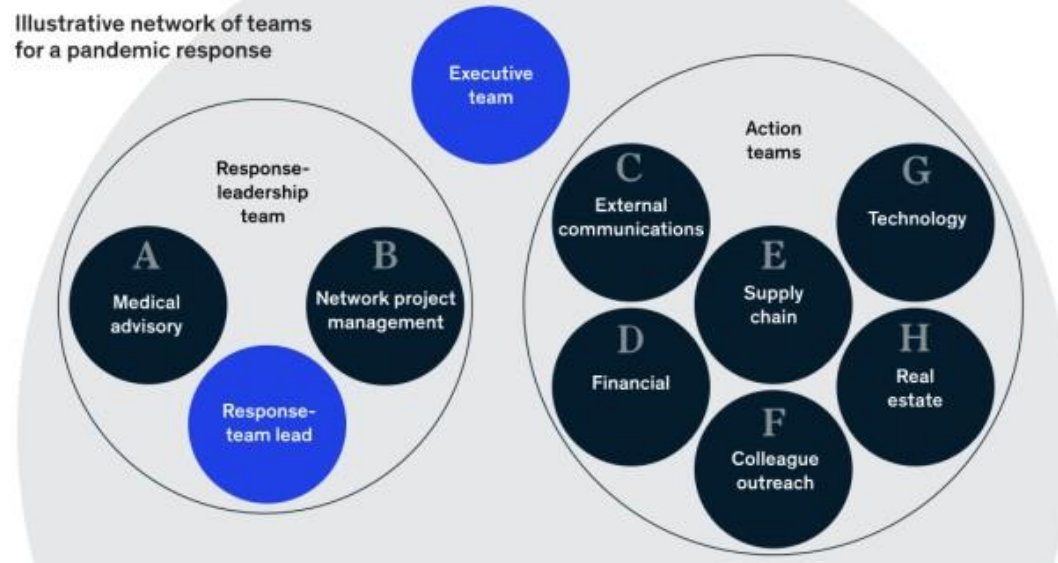 Illustrative network of teams
for a pandemic response
Executive
team
Response-
leadership
team
A
Medical
advisory
B
Network project
management
Response-
team lead
Action
teams
C
External
communications
D
Financial
E
Supply
chain
F
Colleague
outreach
G
Technology
H
Real
estate